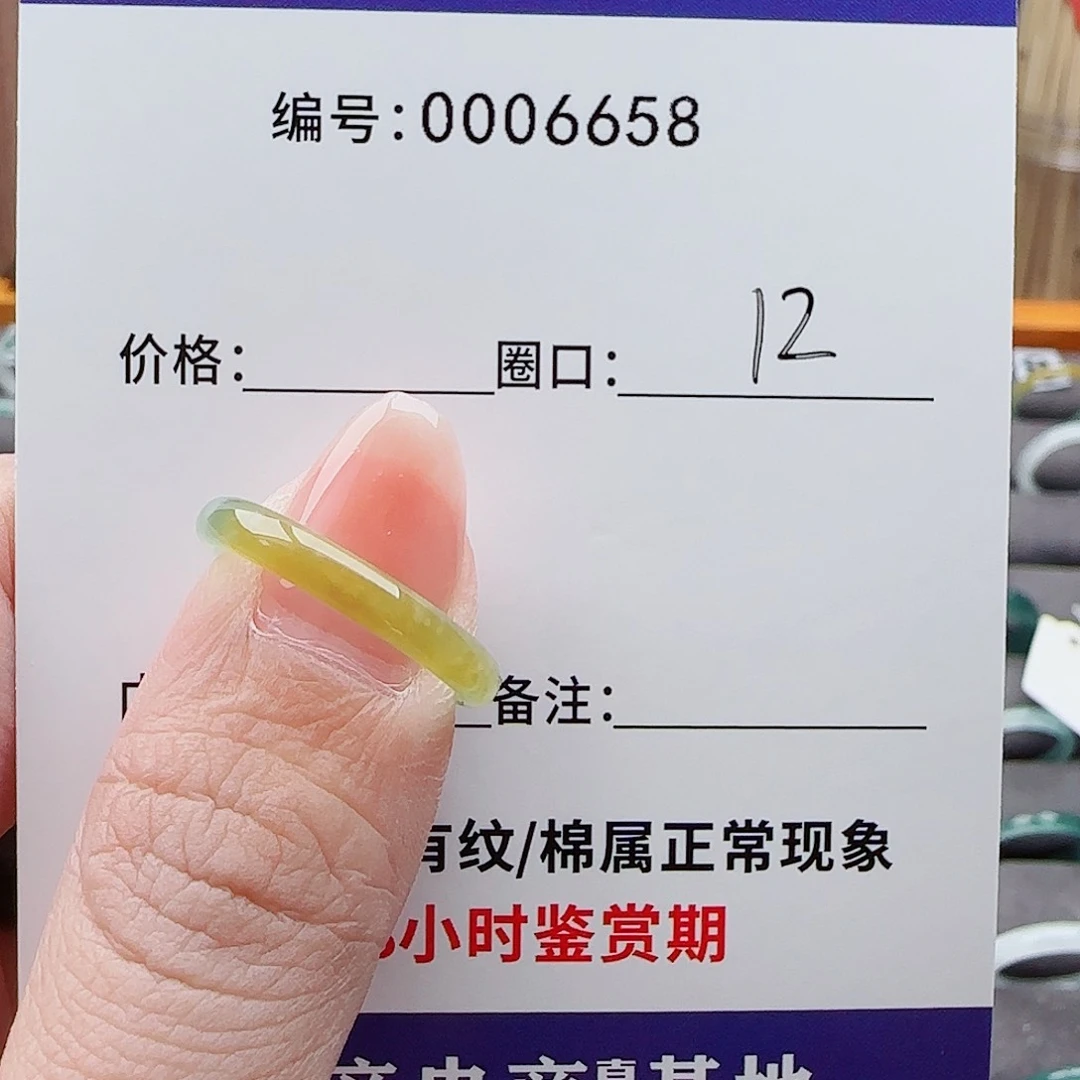 编号：0006658
价格： 圈口：12
备注：
有纹/棉属正常现象
小时鉴赏期